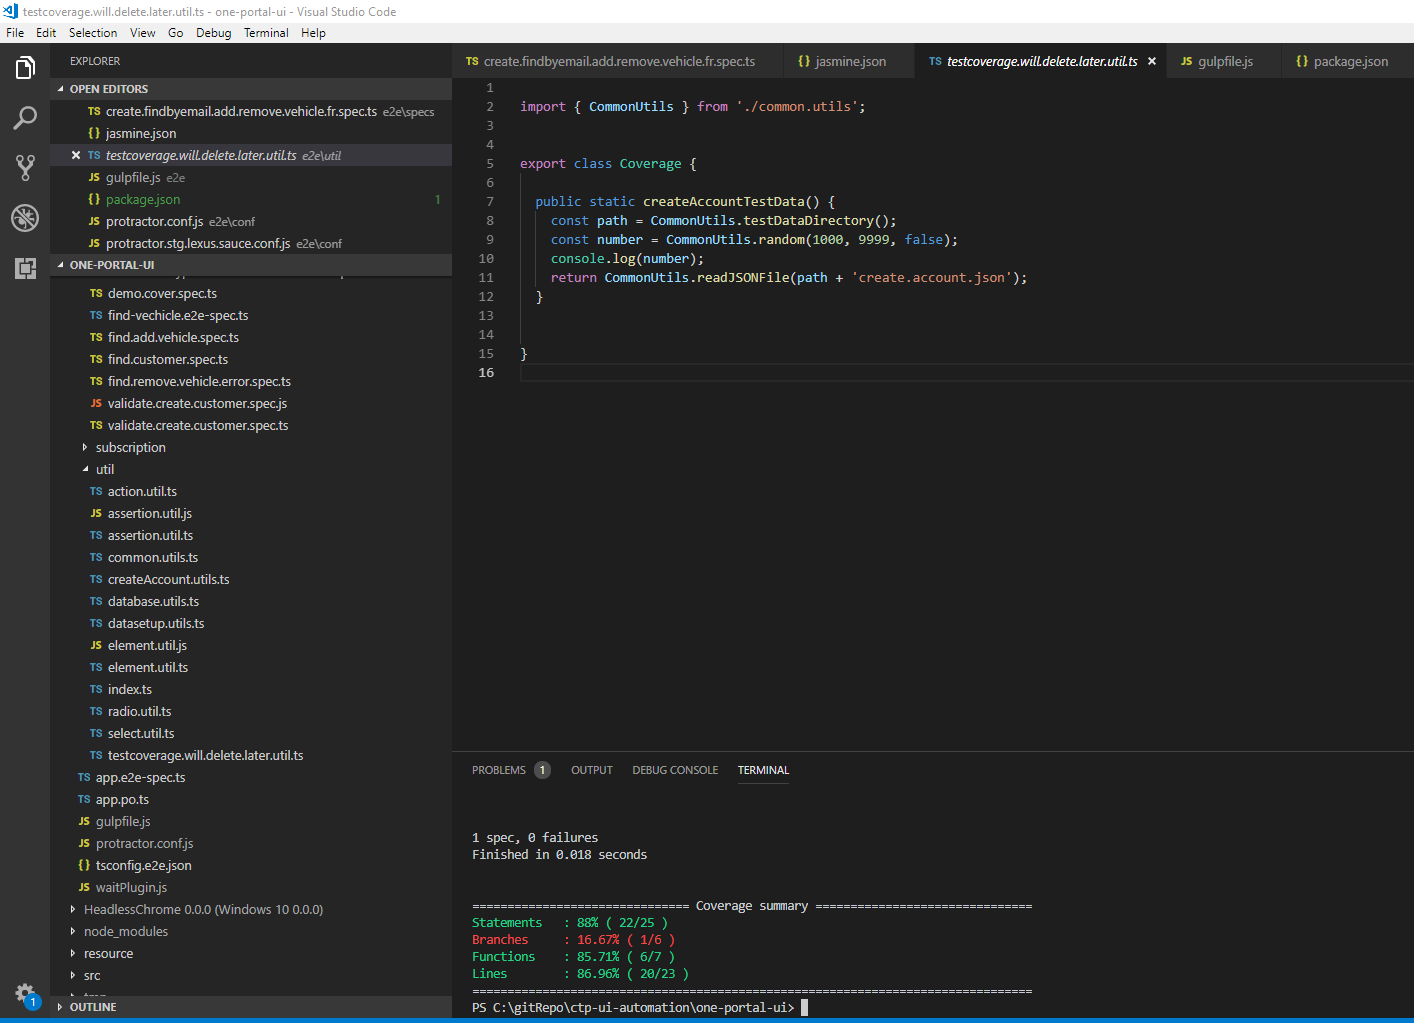 testcoverage.will.delete.later.util.ts - one-portal-ui - Visual Studio Code
File Edit Selection View Go Debug Terminal Help
EXPLORER
OPEN EDITORS
TS create.findbyemail.add.remove.vehicle.fr.spec.ts e2e\specs
{} jasmine.json
TS testcoverage.will.delete.later.util.ts e2e\util
JS gulpfile.js e2e
{} package.json 1
JS protractor.conf.js e2e\conf
JS protractor.stg.lexus.sauce.conf.js e2e\conf
ONE-PORTAL-UI
TS demo.cover.spec.ts
TS find-vechicle.e2e-spec.ts
TS find.add.vehicle.spec.ts
TS find.customer.spec.ts
TS find.remove.vehicle.error.spec.ts
JS validate.create.customer.spec.js
TS validate.create.customer.spec.ts
subscription
util
TS action.util.ts
JS assertion.util.js
TS assertion.util.ts
TS common.utils.ts
TS createAccount.utils.ts
TS database.utils.ts
TS datasetup.utils.ts
JS element.util.js
TS element.util.ts
TS index.ts
TS radio.util.ts
TS select.util.ts
TS testcoverage.will.delete.later.util.ts
TS app.e2e-spec.ts
TS app.po.ts
JS gulpfile.js
JS protractor.conf.js
{} tsconfig.e2e.json
JS waitPlugin.js
HeadlessChrome 0.0.0 (Windows 10 0.0.0)
node_modules
resource
src
OUTLINE
1
TS create.findbyemail.add.remove.vehicle.fr.spec.ts {} jasmine.json TS testcoverage.will.delete.later.util.ts JS gulpfile.js {} package.json
1
2 import { CommonUtils } from './common.utils';
3
4
5 export class Coverage {
6
7 public static createAccountTestData() {
8 const path = CommonUtils.testDataDirectory();
9 const number = CommonUtils.random(1000, 9999, false);
10 console.log(number);
11 return CommonUtils.readJSONFile(path + 'create.account.json');
12 }
13
14
15 }
16
PROBLEMS 1 OUTPUT DEBUG CONSOLE TERMINAL
1 spec, 0 failures
Finished in 0.018 seconds
=============================== Coverage summary ===============================
Statements : 88% ( 22/25 )
Branches : 16.67% ( 1/6 )
Functions : 85.71% ( 6/7 )
Lines : 86.96% ( 20/23 )
================================================================================
PS C:\gitRepo\ctp-ui-automation\one-portal-ui>